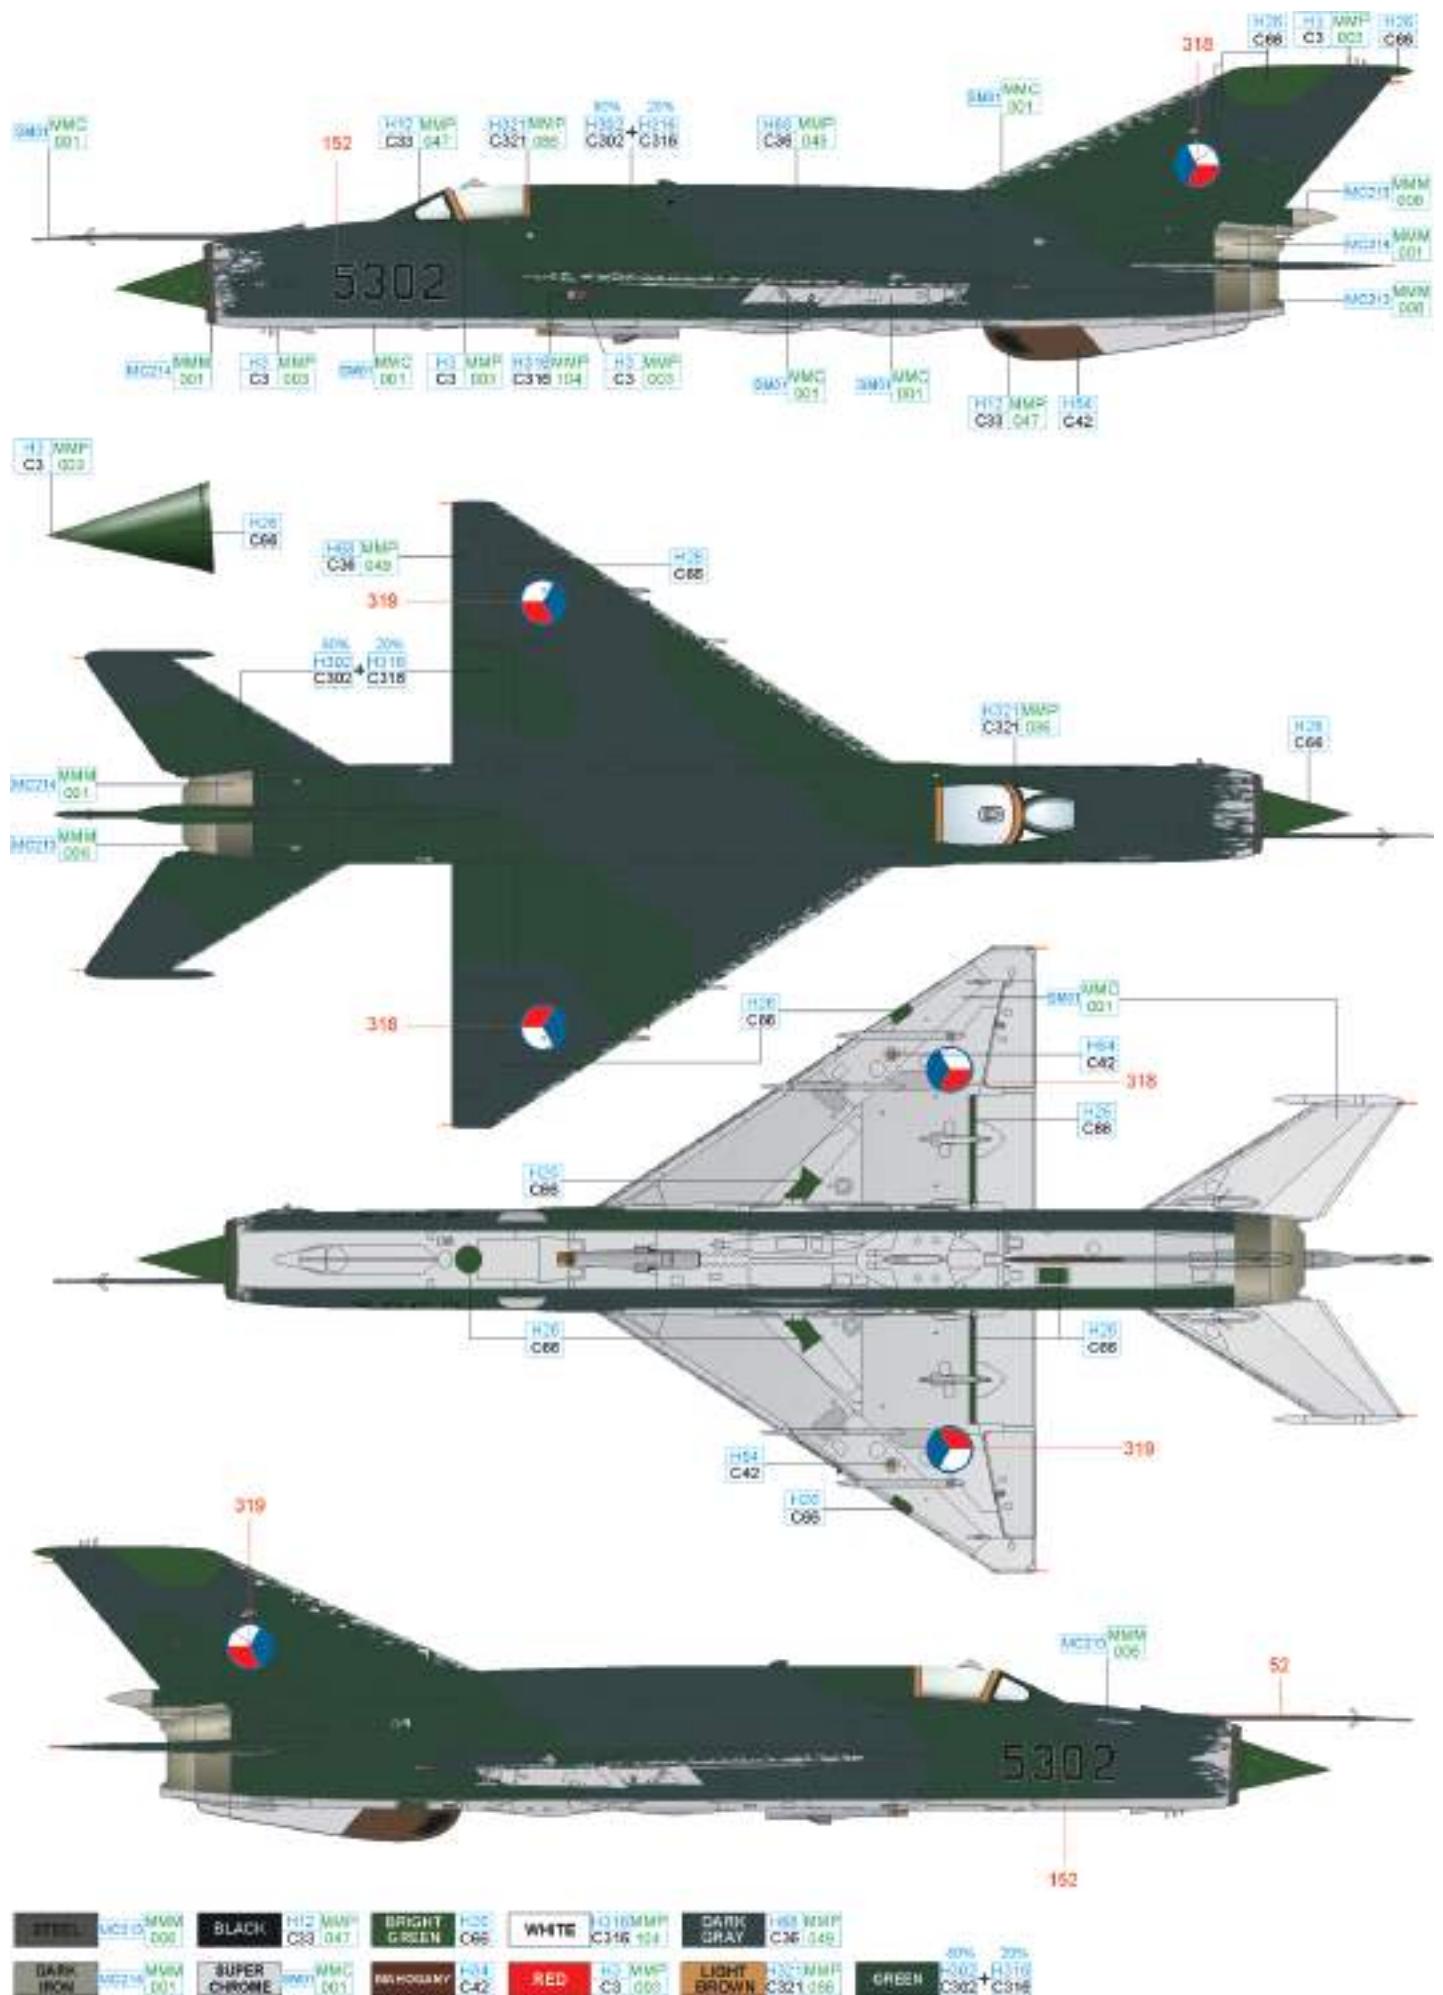 H26 H3 MMP H26
C66 C3 003 C66
318
SM01 MMC
001
80% 20%
H12 MMP H321 MMP H302 + H316 H68 MMP
C33 047 C321 086 C302 C316 C36 049
SM01 MMC
001
152
MC213 MMM
006
MC214 MMM
001
5302
MC213 MMM
006
MC214 MMM H3 MMP SM01 MMC H3 MMP H316 MMP H3 MMP SM01 MMC SM01 MMC
001 C3 003 001 C3 003 C316 104 C3 003 001 001
H12 MMP H84
C33 047 C42
H3 MMP
C3 003
H26
C66
H68 MMP
C36 049
H26
C66
319
80% 20%
H302 + H316
C302 C316
H321 MMP
C321 086
H26
C66
MC214 MMM
001
MC213 MMM
006
318
H26
C66
SM01 MMC
001
H84
C42
318
H26
C66
H26
C66
H26
C66
H26
C66
319
H84
C42
H26
C66
319
MC213 MMM
006
52
5302
152
STEEL MC213 MMM 006 BLACK H12 C33 MMP 047 BRIGHT GREEN H26 C66 WHITE H316 C316 MMP 104 DARK GRAY H68 C36 MMP 049
DARK IRON MC214 MMM 001 SUPER CHROME SM01 MMC 001 MAHOGANY H84 C42 RED H3 C3 MMP 003 LIGHT BROWN H321 C321 MMP 086 GREEN 80% H302 C302 + 20% H316 C316